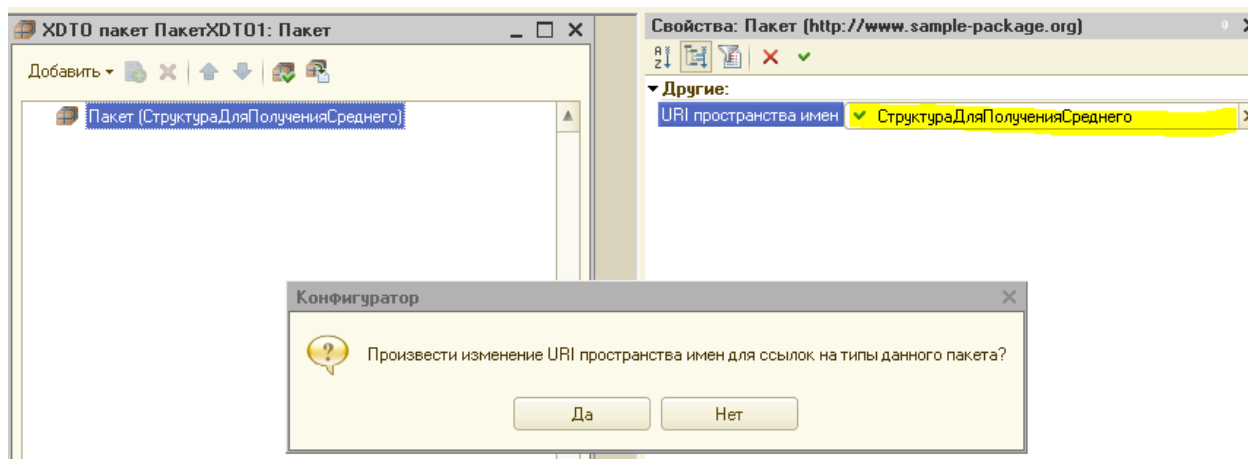 XDTO пакет ПакетXDTO1: Пакет
Свойства: Пакет (http://www.sample-package.org)
Добавить
Другие:
Пакет (СтруктураДляПолученияСреднего)
URI пространства имен
СтруктураДляПолученияСреднего
Конфигуратор
Произвести изменение URI пространства имен для ссылок на типы данного пакета?
Да
Нет